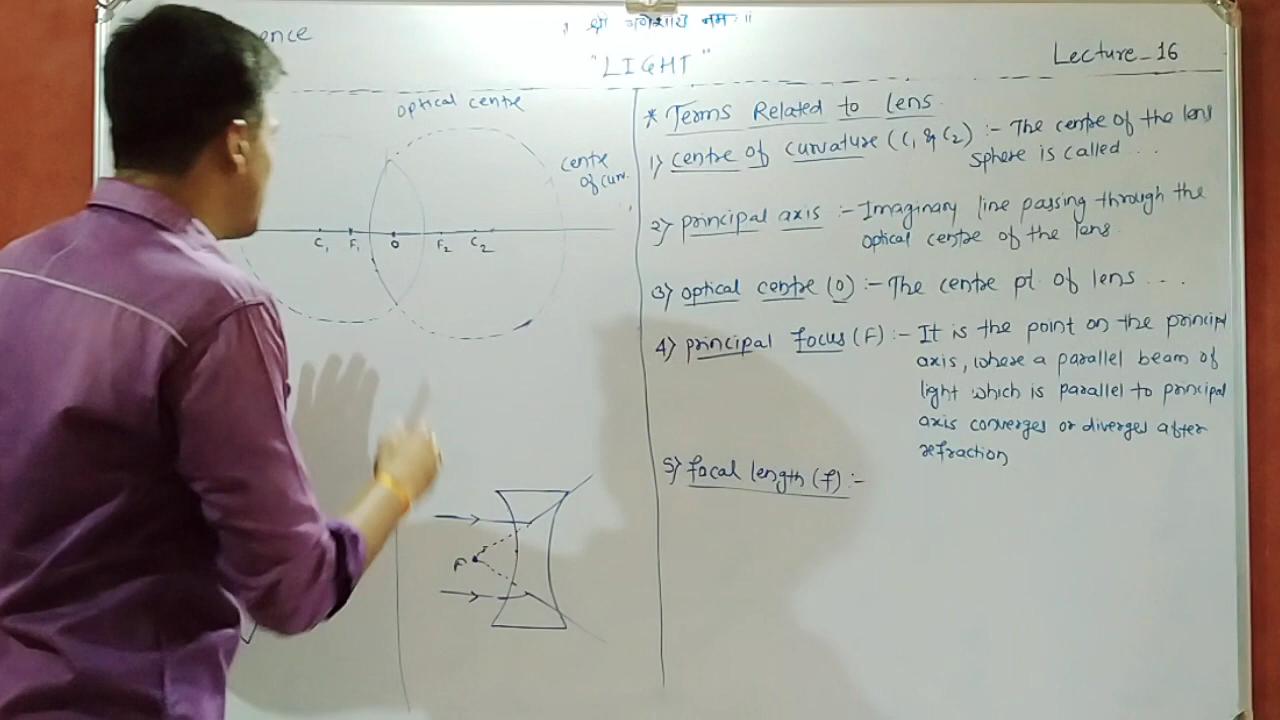 ence
। श्री गणेशाय नमः ॥
"LIGHT"
Lecture-16
optical centre
centre
of cur.
C₁ F₁ O F₂ C₂
F
* Terms Related to Lens
1) centre of curvature (C₁ & C₂) :- The centre of the lens
sphere is called ...
2) principal axis :- Imaginary line passing through the
optical centre of the lens.
3) optical centre (O) :- The centre pt. of lens ...
4) principal focus (F) :- It is the point on the principal
axis, where a parallel beam of
light which is parallel to principal
axis converges or diverges after
refraction
5) focal length (f) :-